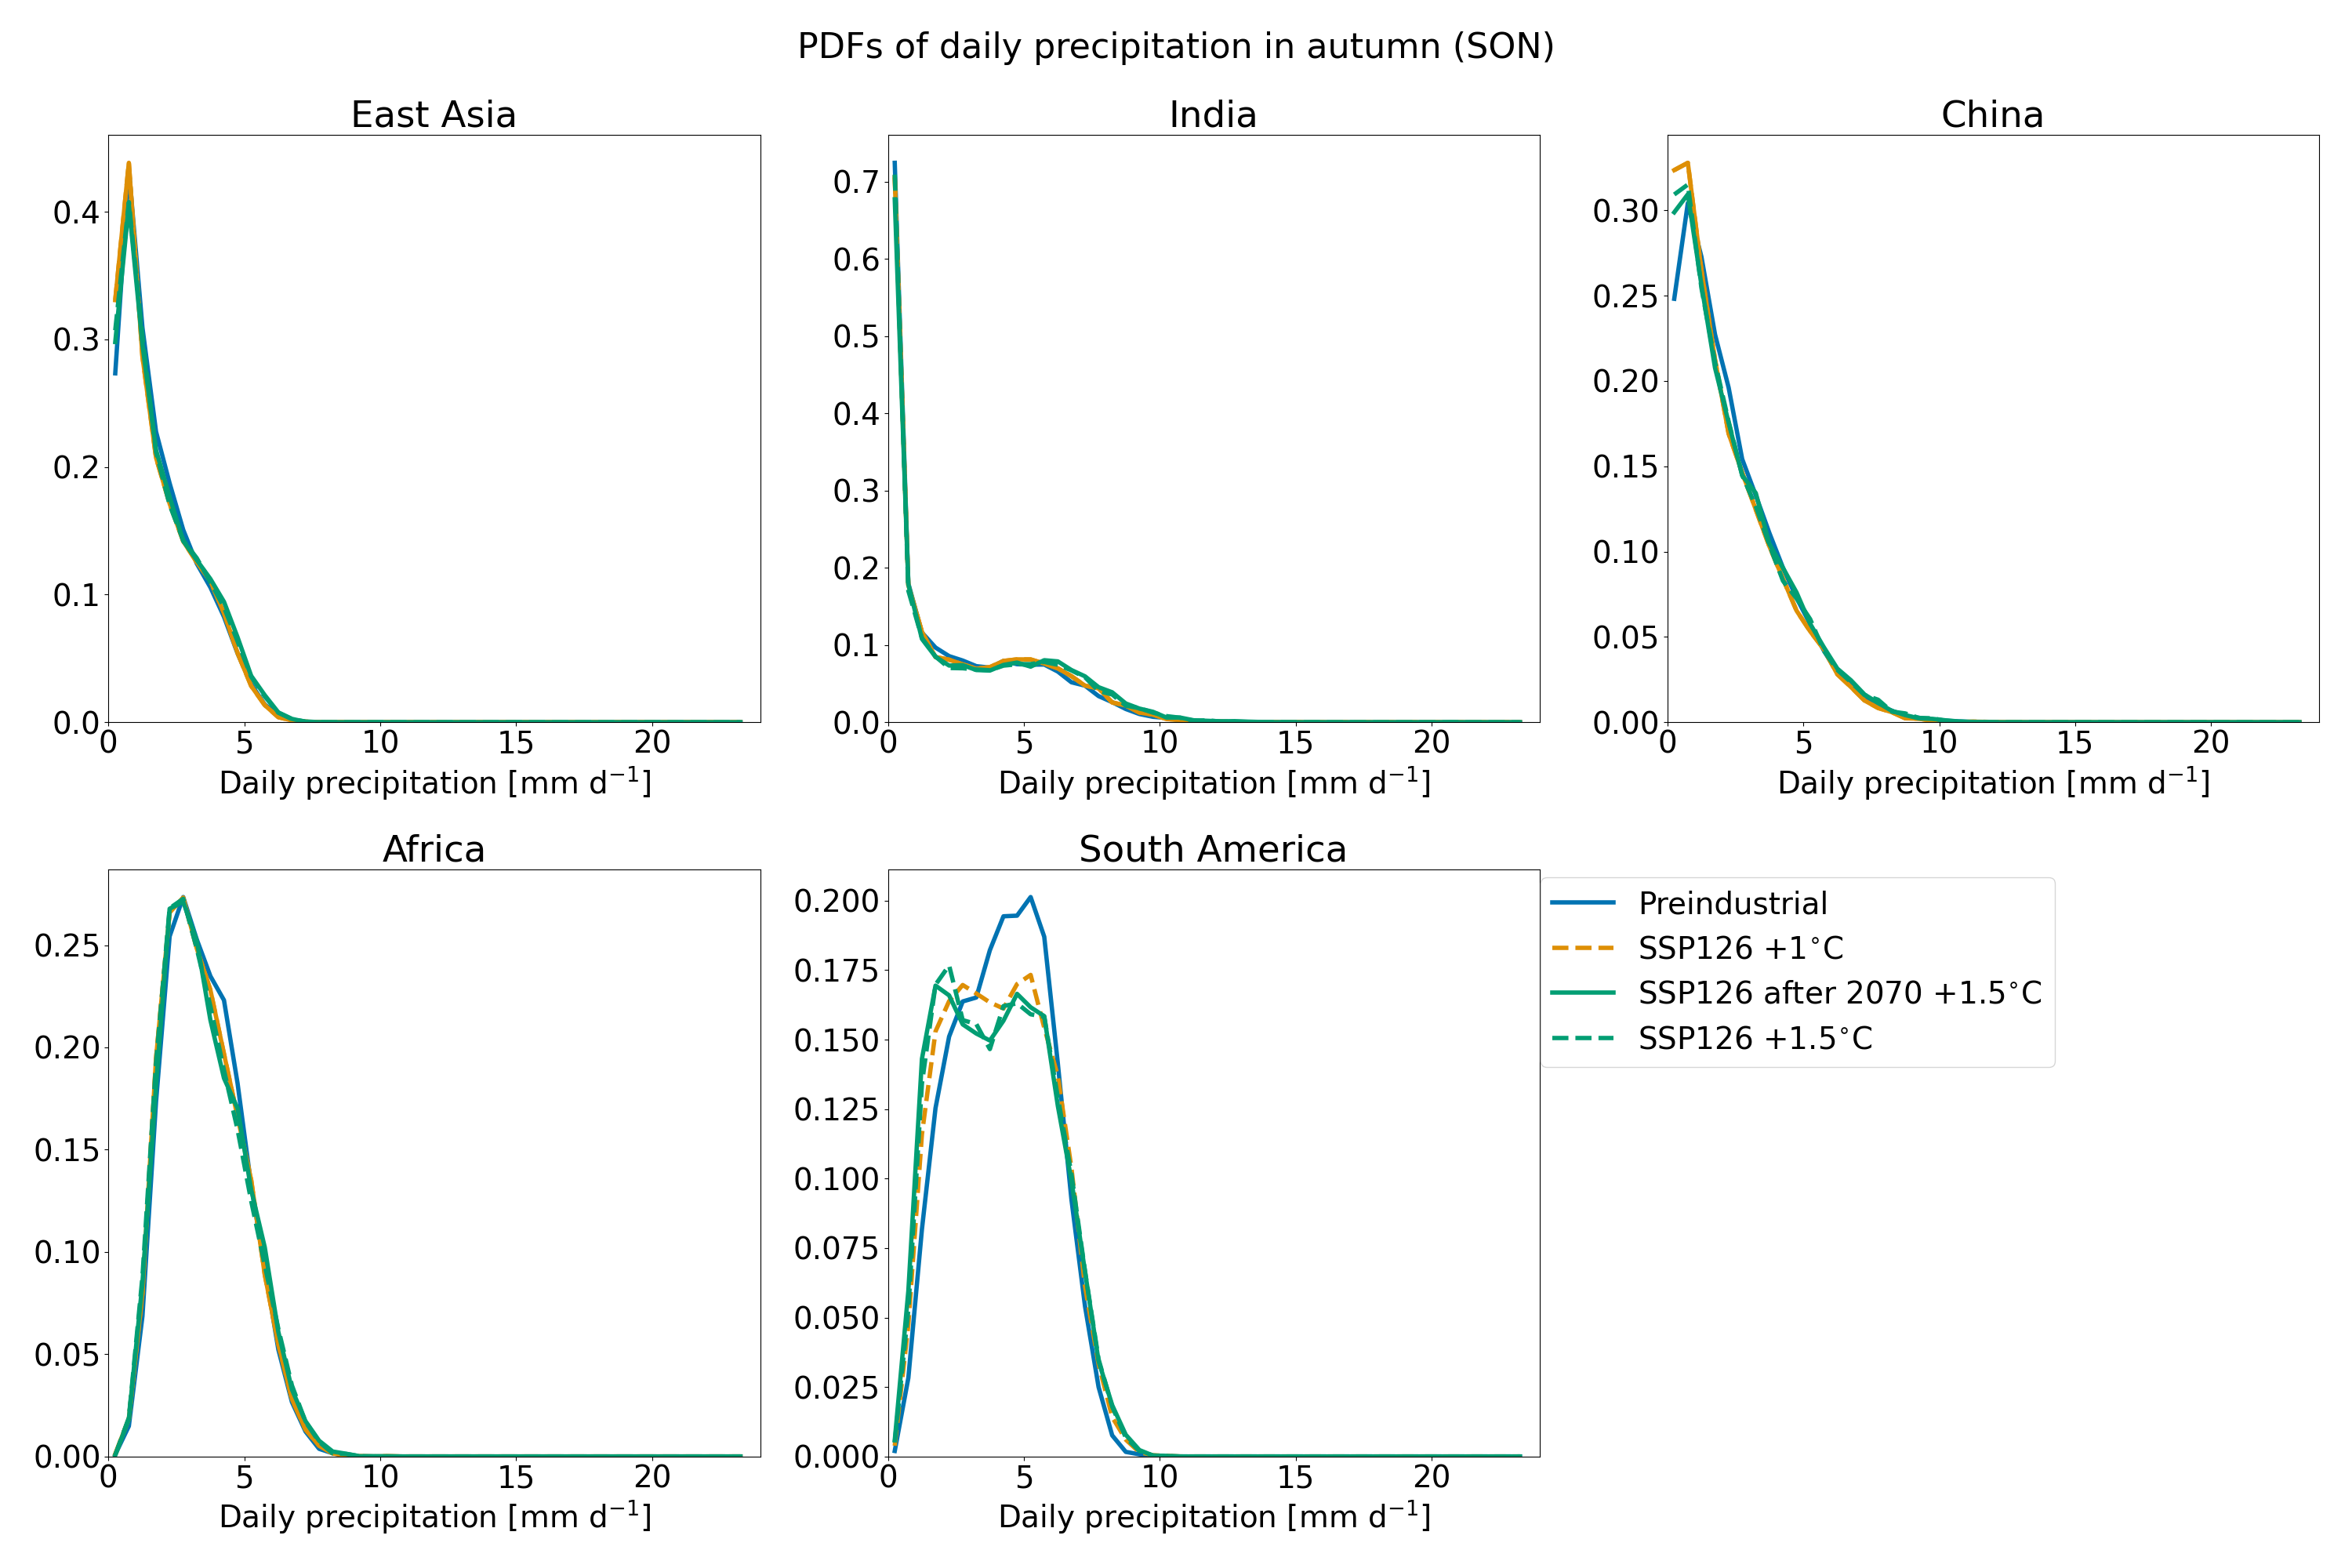 PDFs of daily precipitation in autumn (SON)
East Asia
0.4
0.3
0.2
0.1
0.0
0 5 10 15 20
Daily precipitation [mm d⁻¹]
India
0.7
0.6
0.5
0.4
0.3
0.2
0.1
0.0
0 5 10 15 20
Daily precipitation [mm d⁻¹]
China
0.30
0.25
0.20
0.15
0.10
0.05
0.00
0 5 10 15 20
Daily precipitation [mm d⁻¹]
Africa
0.25
0.20
0.15
0.10
0.05
0.00
0 5 10 15 20
Daily precipitation [mm d⁻¹]
South America
0.200
0.175
0.150
0.125
0.100
0.075
0.050
0.025
0.000
0 5 10 15 20
Daily precipitation [mm d⁻¹]
Preindustrial
SSP126 +1°C
SSP126 after 2070 +1.5°C
SSP126 +1.5°C